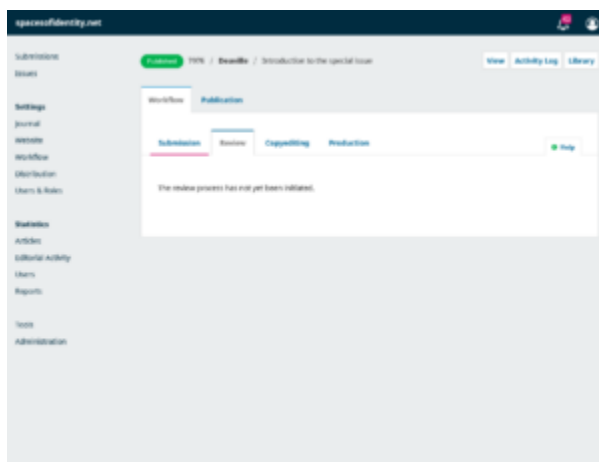 spacesofidentity.net
Submissions
Issues
Settings
Journal
Website
Workflow
Distribution
Users & Roles
Statistics
Articles
Editorial Activity
Users
Reports
Tools
Administration
Published / Introduction to the special issue
View Activity Log Library
Workflow Publication
Submission Review Copyediting Production
Help
The review process has not yet been initiated.